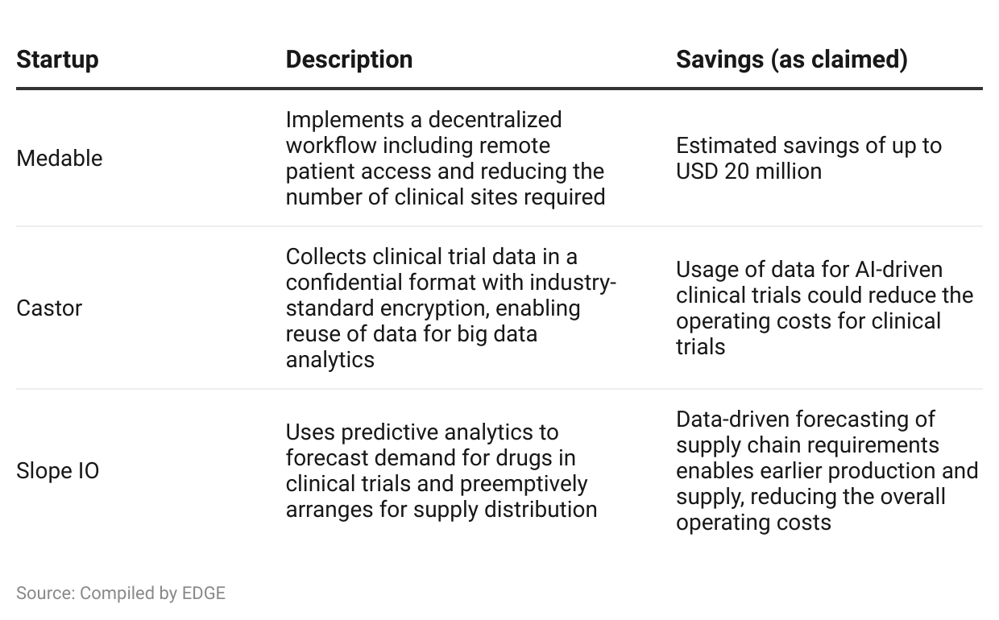 Startup
Description
Savings (as claimed)
Medable
Implements a decentralized
workflow including remote
patient access and reducing the
number of clinical sites required
Estimated savings of up to
USD 20 million
Castor
Collects clinical trial data in a
confidential format with industry-
standard encryption, enabling
reuse of data for big data
analytics
Usage of data for AI-driven
clinical trials could reduce the
operating costs for clinical
trials
Slope IO
Uses predictive analytics to
forecast demand for drugs in
clinical trials and preemptively
arranges for supply distribution
Data-driven forecasting of
supply chain requirements
enables earlier production and
supply, reducing the overall
operating costs
Source: Compiled by EDGE